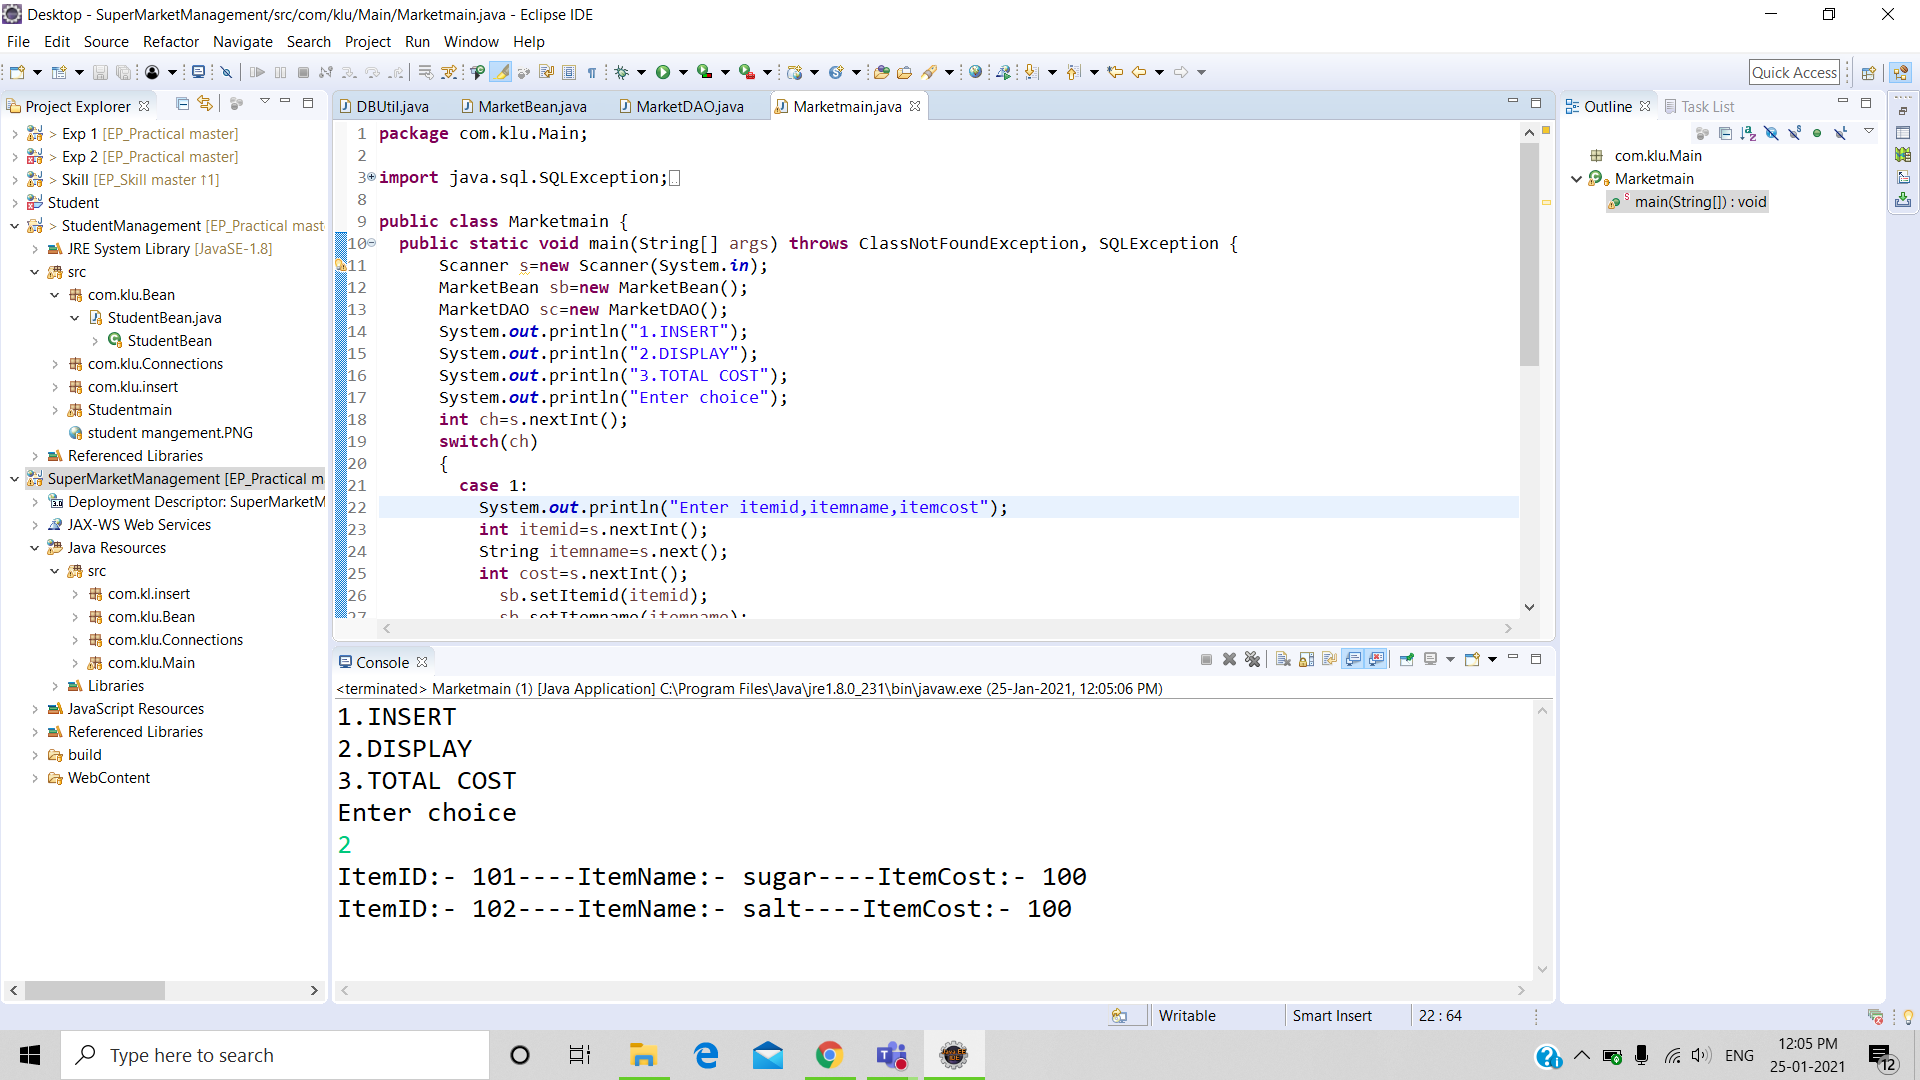 Desktop - SuperMarketManagement/src/com/klu/Main/Marketmain.java - Eclipse IDE
File Edit Source Refactor Navigate Search Project Run Window Help
Quick Access
Project Explorer
> Exp 1 [EP_Practical master]
> Exp 2 [EP_Practical master]
> Skill [EP_Skill master ↑1]
Student
> StudentManagement [EP_Practical mast
JRE System Library [JavaSE-1.8]
src
com.klu.Bean
StudentBean.java
StudentBean
com.klu.Connections
com.klu.insert
Studentmain
student mangement.PNG
Referenced Libraries
SuperMarketManagement [EP_Practical m
Deployment Descriptor: SuperMarketM
JAX-WS Web Services
Java Resources
src
com.kl.insert
com.klu.Bean
com.klu.Connections
com.klu.Main
Libraries
JavaScript Resources
Referenced Libraries
build
WebContent
DBUtil.java MarketBean.java MarketDAO.java Marketmain.java
1 package com.klu.Main;
2
3 import java.sql.SQLException;
8
9 public class Marketmain {
10 public static void main(String[] args) throws ClassNotFoundException, SQLException {
11 Scanner s=new Scanner(System.in);
12 MarketBean sb=new MarketBean();
13 MarketDAO sc=new MarketDAO();
14 System.out.println("1.INSERT");
15 System.out.println("2.DISPLAY");
16 System.out.println("3.TOTAL COST");
17 System.out.println("Enter choice");
18 int ch=s.nextInt();
19 switch(ch)
20 {
21 case 1:
22 System.out.println("Enter itemid,itemname,itemcost");
23 int itemid=s.nextInt();
24 String itemname=s.next();
25 int cost=s.nextInt();
26 sb.setItemid(itemid);
27 sb.setItemname(itemname);
Console
<terminated> Marketmain (1) [Java Application] C:\Program Files\Java\jre1.8.0_231\bin\javaw.exe (25-Jan-2021, 12:05:06 PM)
1.INSERT
2.DISPLAY
3.TOTAL COST
Enter choice
2
ItemID:- 101----ItemName:- sugar----ItemCost:- 100
ItemID:- 102----ItemName:- salt----ItemCost:- 100
Outline Task List
com.klu.Main
Marketmain
main(String[]) : void
Writable Smart Insert 22 : 64
Type here to search
ENG
12:05 PM
25-01-2021
12